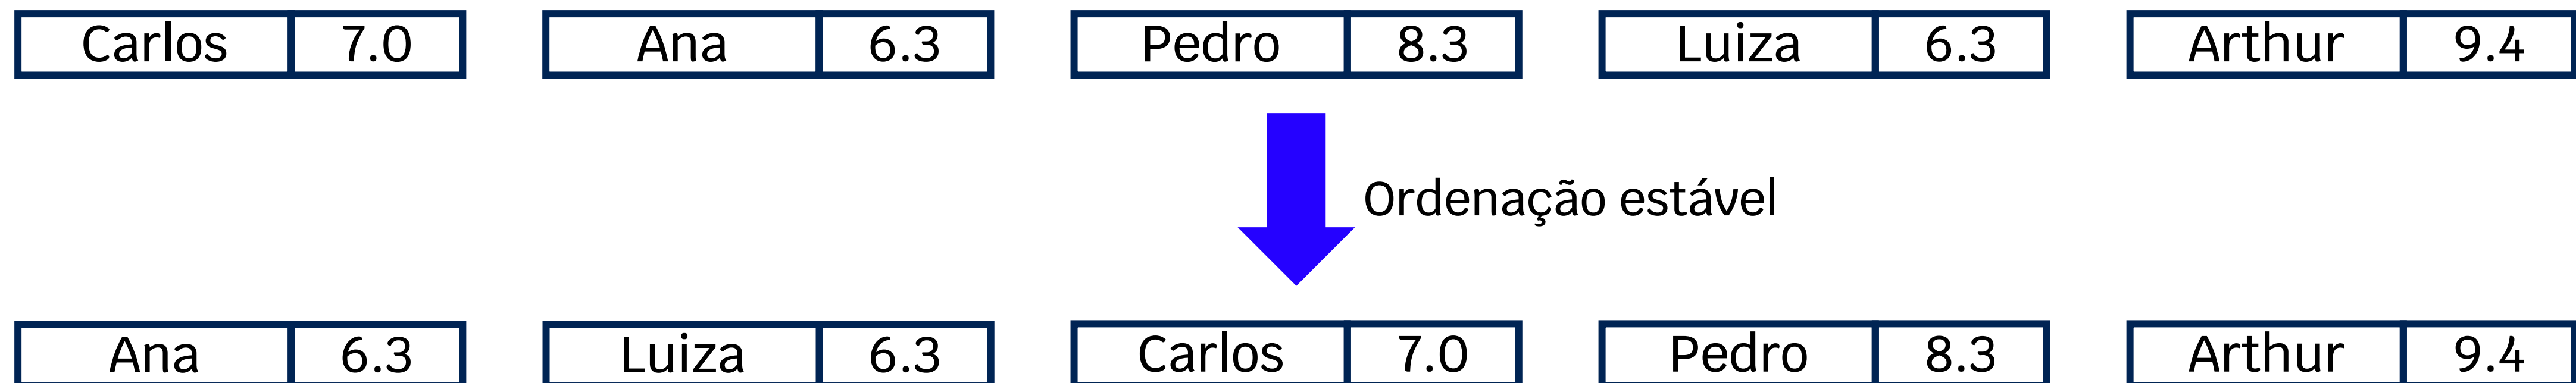 Carlos 7.0 Ana 6.3 Pedro 8.3 Luiza 6.3 Arthur 9.4
Ordenação estável
Ana 6.3 Luiza 6.3 Carlos 7.0 Pedro 8.3 Arthur 9.4